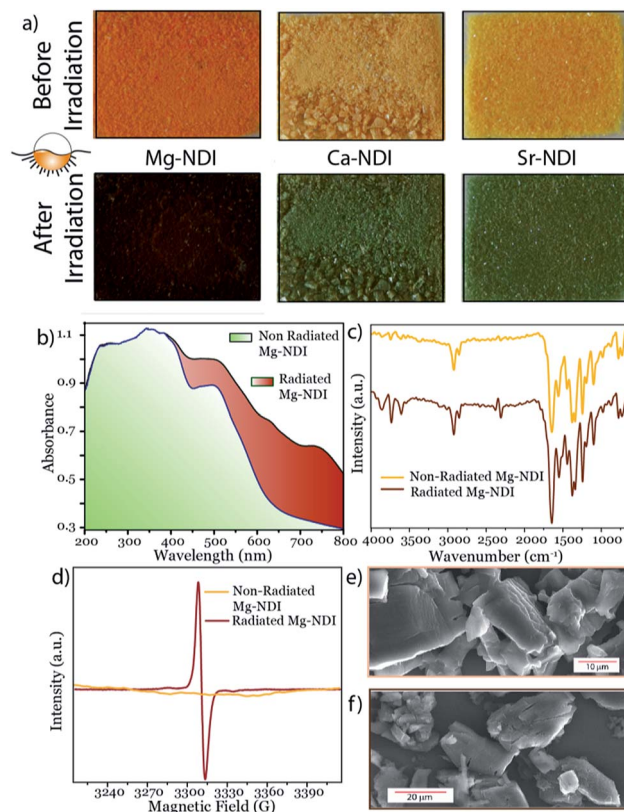 a)
Before
Irradiation
Mg-NDI
Ca-NDI
Sr-NDI
After
Irradiation
b)
1.1
0.9
0.7
0.5
0.3
Absorbance
Non Radiated
Mg-NDI
Radiated
Mg-NDI
200 300 400 500 600 700 800
Wavelength (nm)
c)
Intensity (a.u.)
Non-Radiated Mg-NDI
Radiated Mg-NDI
4000 3000 2000 1500 1000
Wavenumber (cm⁻¹)
d)
Intensity (a.u.)
Non-Radiated
Mg-NDI
Radiated Mg-NDI
3240 3270 3300 3330 3360 3390
Magnetic Field (G)
e)
10 μm
f)
20 μm